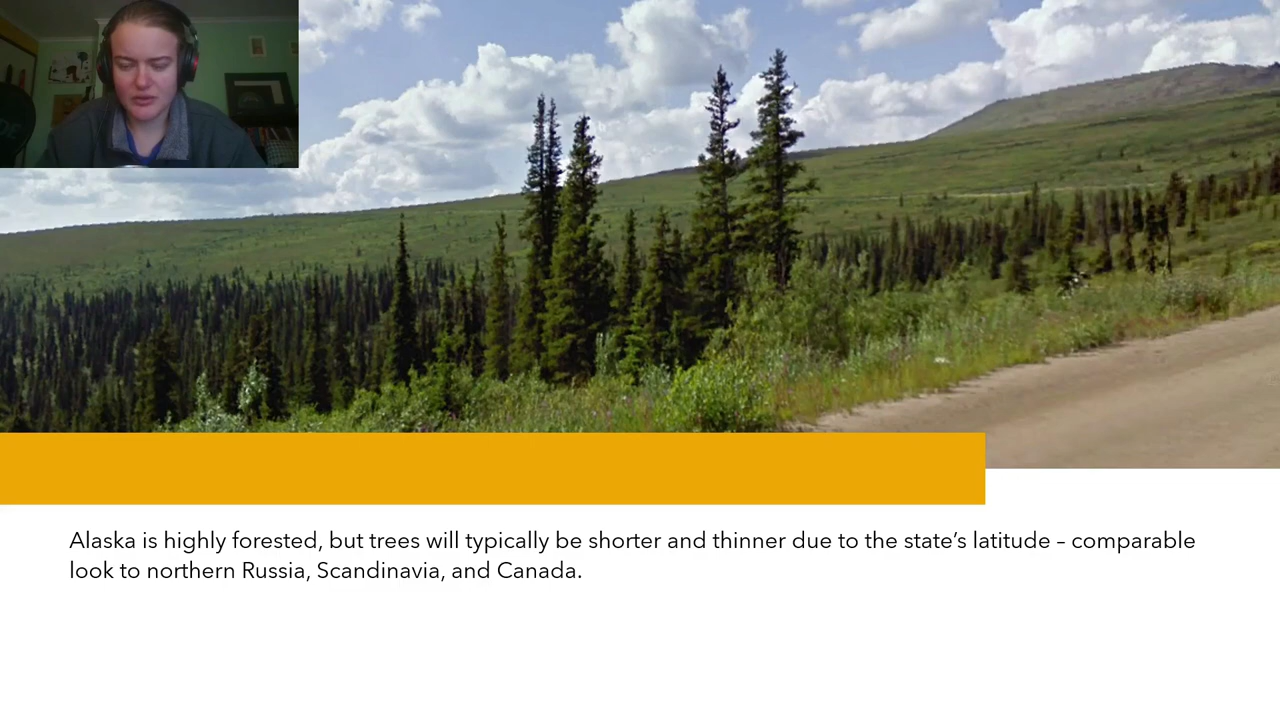 Alaska is highly forested, but trees will typically be shorter and thinner due to the state’s latitude – comparable
look to northern Russia, Scandinavia, and Canada.